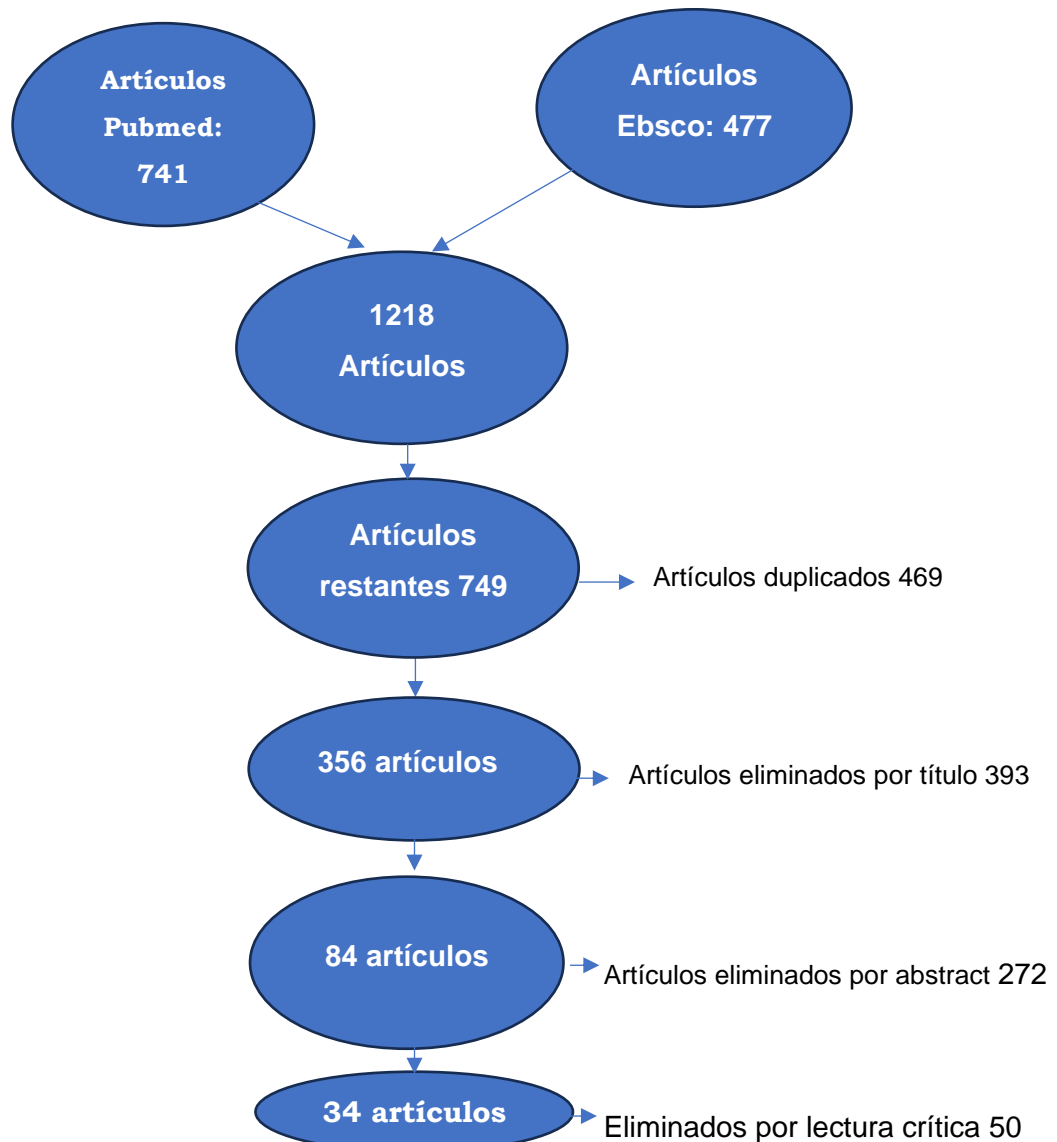 Artículos
Pubmed:
741
Artículos
Ebsco: 477
1218
Artículos
Artículos
restantes 749
Artículos duplicados 469
356 artículos
Artículos eliminados por título 393
84 artículos
Artículos eliminados por abstract 272
34 artículos
Eliminados por lectura crítica 50